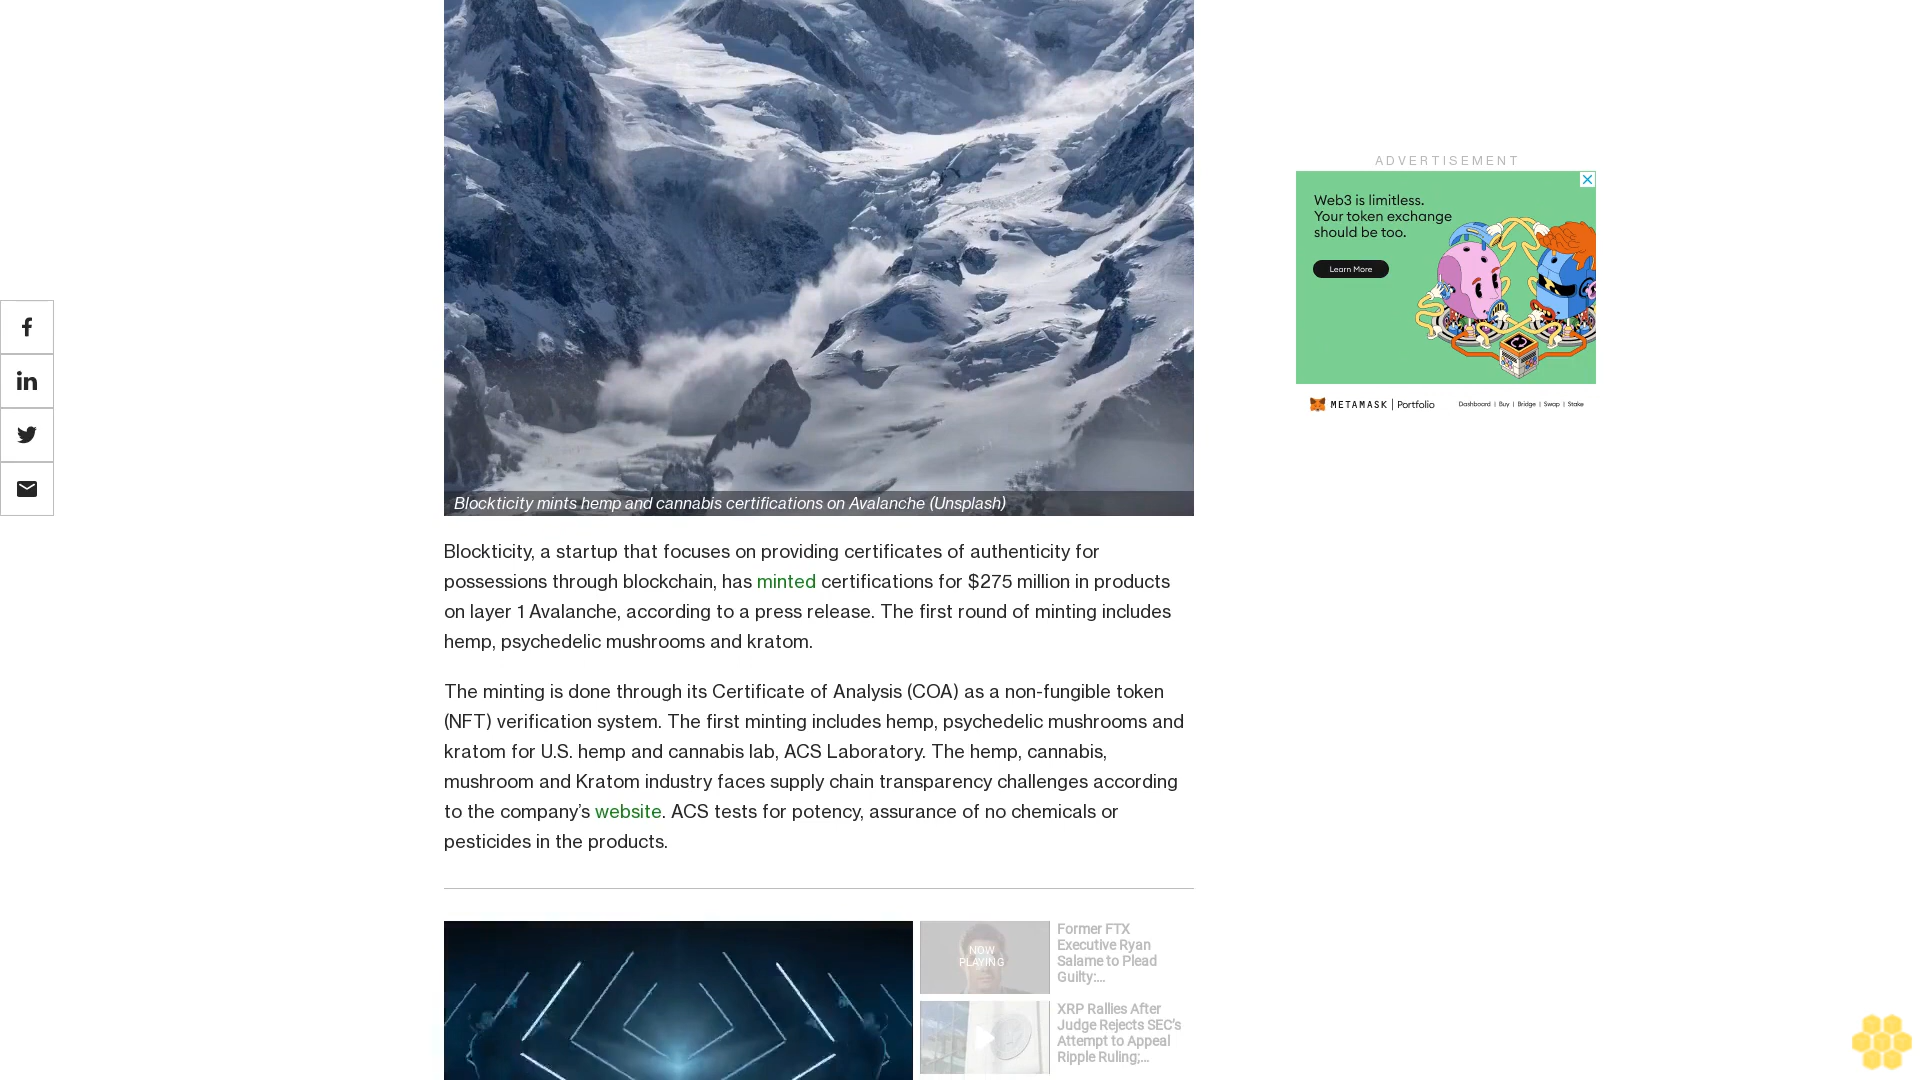 ADVERTISEMENT
Web3 is limitless.
Your token exchange
should be too.
Learn More
METAMASK | Portfolio
Dashboard | Buy | Bridge | Swap | Stake
Blockticity mints hemp and cannabis certifications on Avalanche (Unsplash)
Blockticity, a startup that focuses on providing certificates of authenticity for
possessions through blockchain, has minted certifications for $275 million in products
on layer 1 Avalanche, according to a press release. The first round of minting includes
hemp, psychedelic mushrooms and kratom.
The minting is done through its Certificate of Analysis (COA) as a non-fungible token
(NFT) verification system. The first minting includes hemp, psychedelic mushrooms and
kratom for U.S. hemp and cannabis lab, ACS Laboratory. The hemp, cannabis,
mushroom and Kratom industry faces supply chain transparency challenges according
to the company’s website. ACS tests for potency, assurance of no chemicals or
pesticides in the products.
NOW
PLAYING
Former FTX
Executive Ryan
Salame to Plead
Guilty:...
XRP Rallies After
Judge Rejects SEC’s
Attempt to Appeal
Ripple Ruling;...